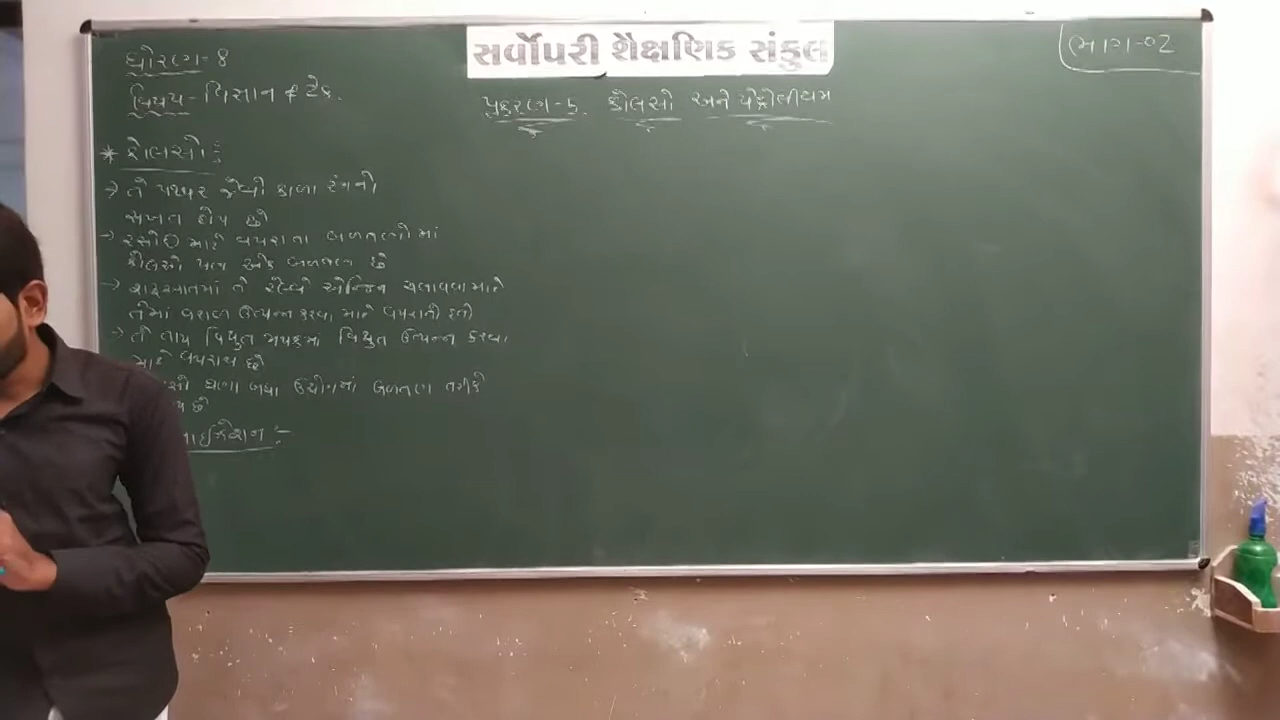 સર્વોપરી શૈક્ષણિક સંકુલ
ભાગ-02
ધોરણ-8
વિષય-વિજ્ઞાન & ટેક.
પ્રકરણ-5. કોલસો અને પેટ્રોલીયમ
* કોલસો:
→ તે પથ્થર જેવો કાળા રંગનો
સખત હોય છે
→ રસોઈ માટે વપરાતા બળતણોમાં
કોલસો પણ એક બળતણ છે
→ શરૂઆતમાં તે રેલ્વે એન્જિન ચલાવવા માટે
તેમાં વરાળ ઉત્પન્ન કરવા માટે વપરાતો હતો
→ તે તાપ વિદ્યુત મથકમાં વિદ્યુત ઉત્પન્ન કરવા
માટે વપરાય છે
ઘણા બધા ઉદ્યોગમાં બળતણ તરીકે
છે